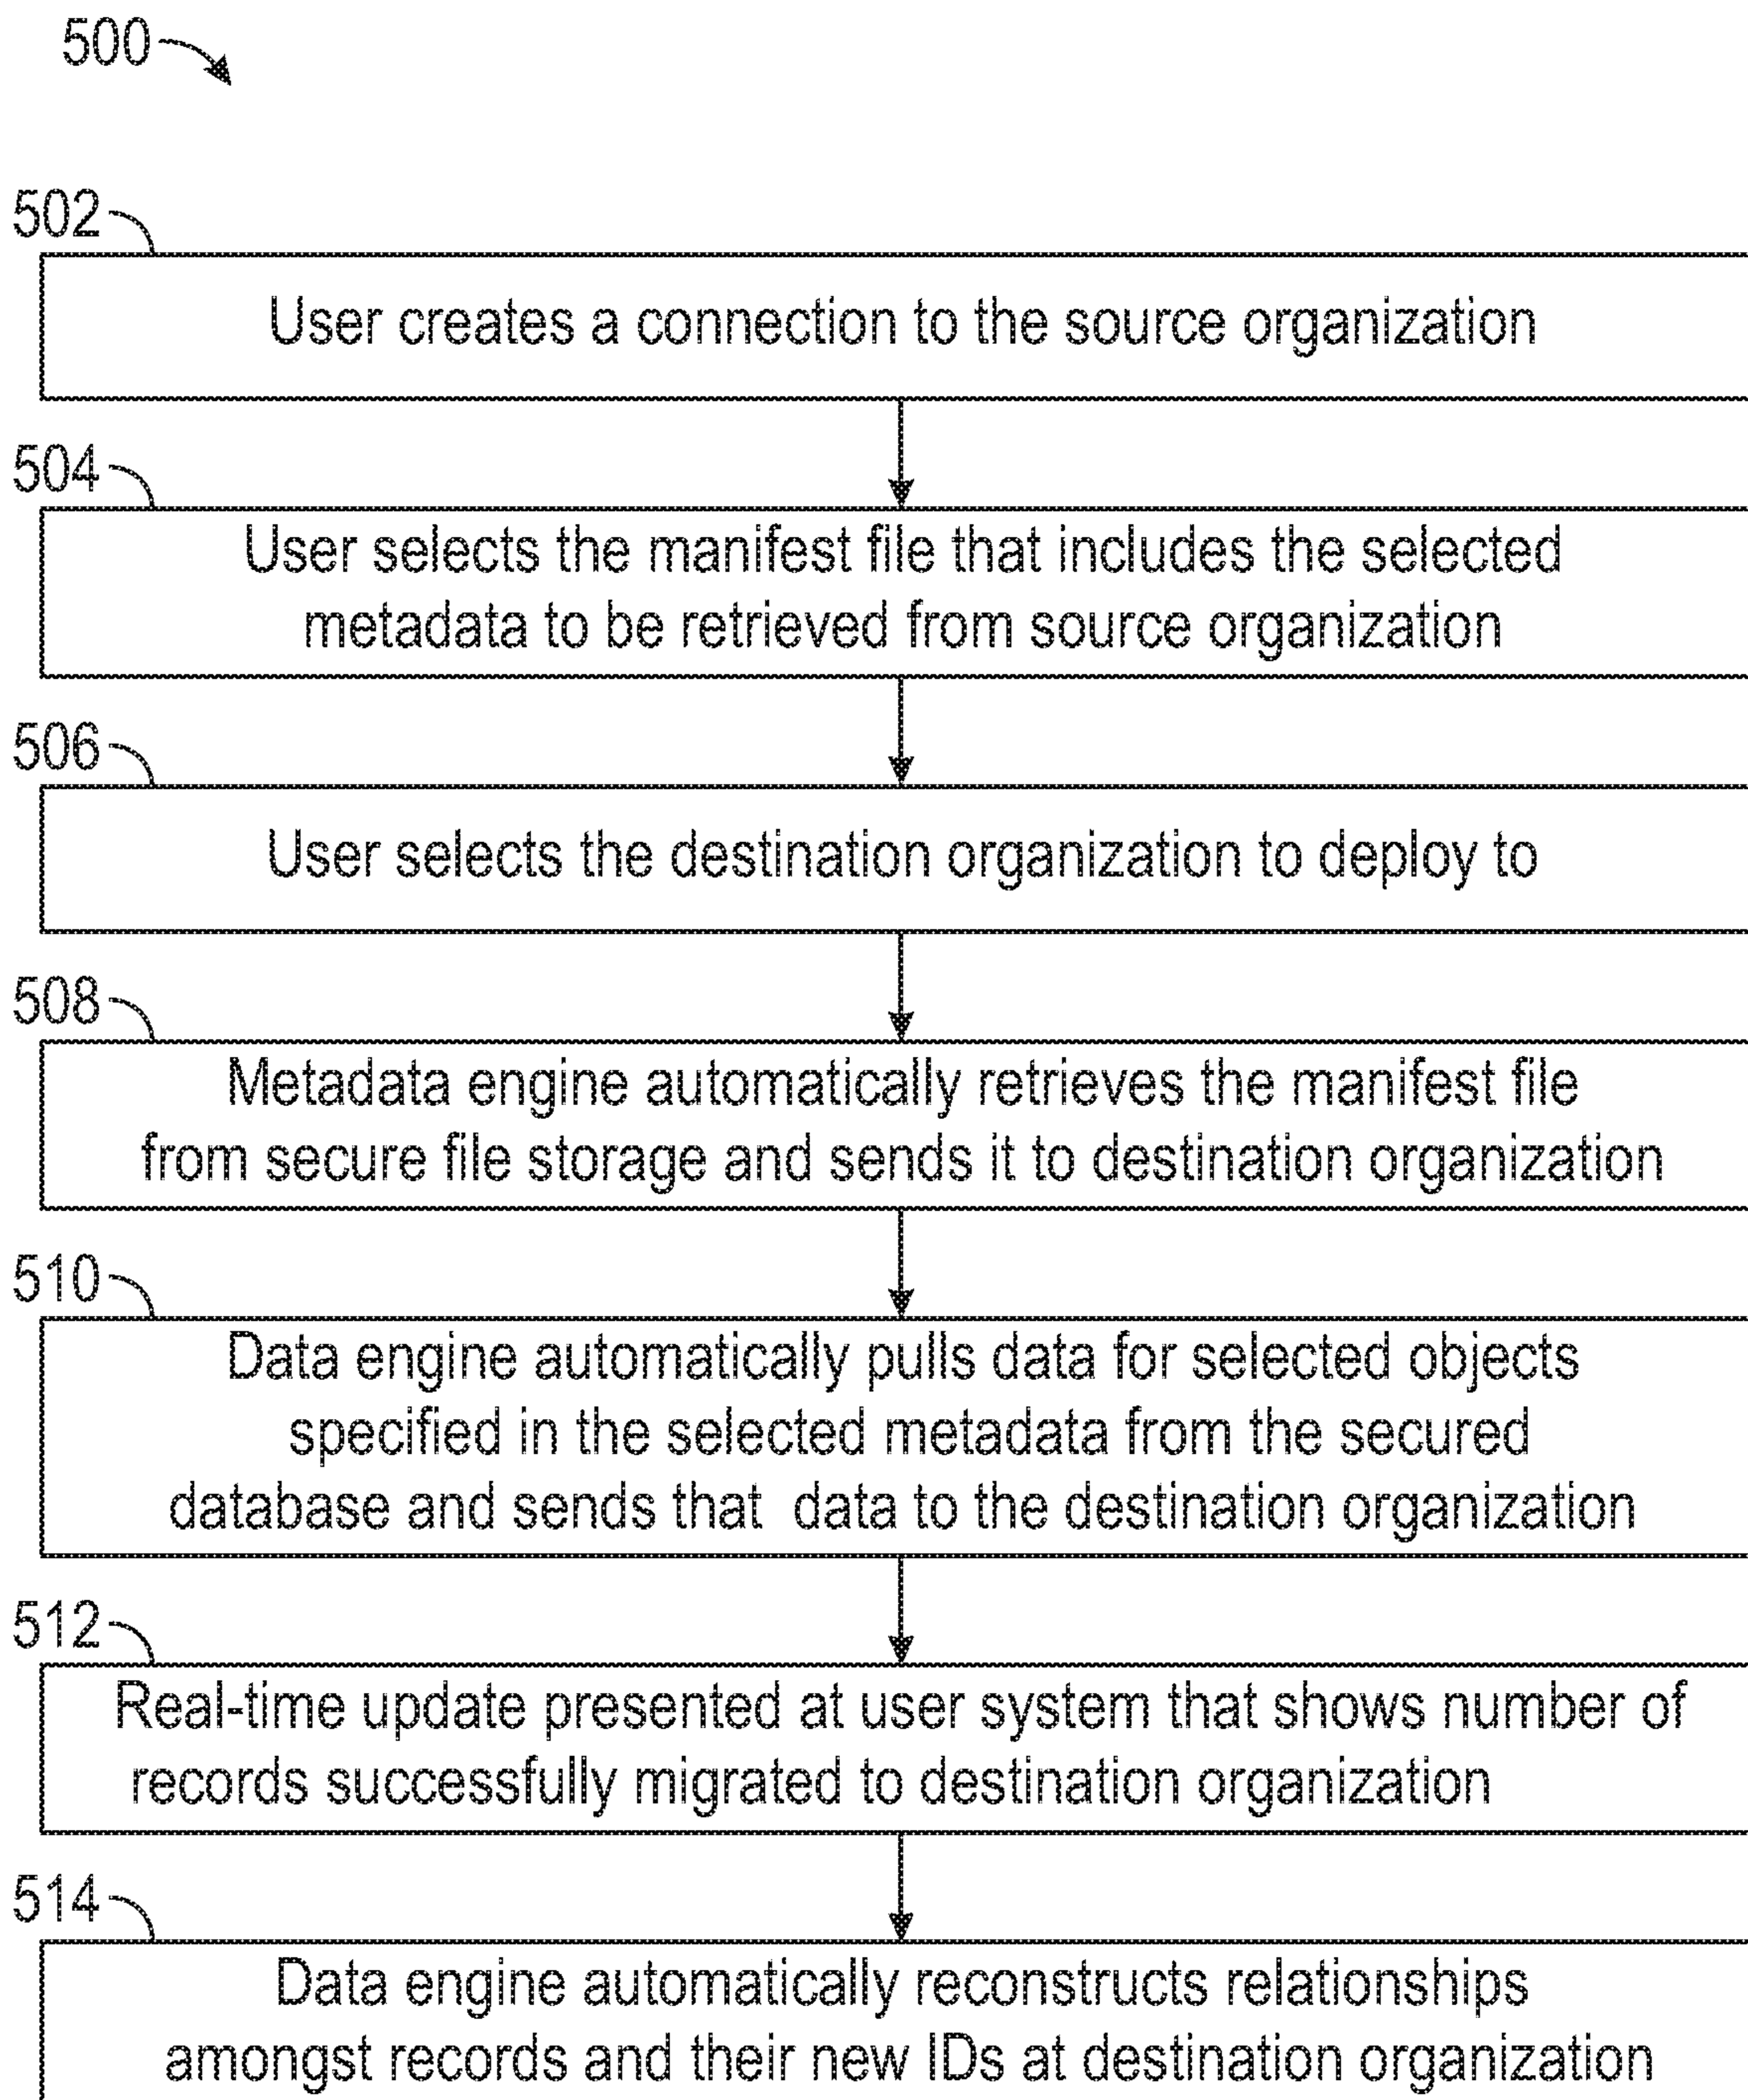 500
502
User creates a connection to the source organization
504
User selects the manifest file that includes the selected
metadata to be retrieved from source organization
506
User selects the destination organization to deploy to
508
Metadata engine automatically retrieves the manifest file
from secure file storage and sends it to destination organization
510
Data engine automatically pulls data for selected objects
specified in the selected metadata from the secured
database and sends that data to the destination organization
512
Real-time update presented at user system that shows number of
records successfully migrated to destination organization
514
Data engine automatically reconstructs relationships
amongst records and their new IDs at destination organization